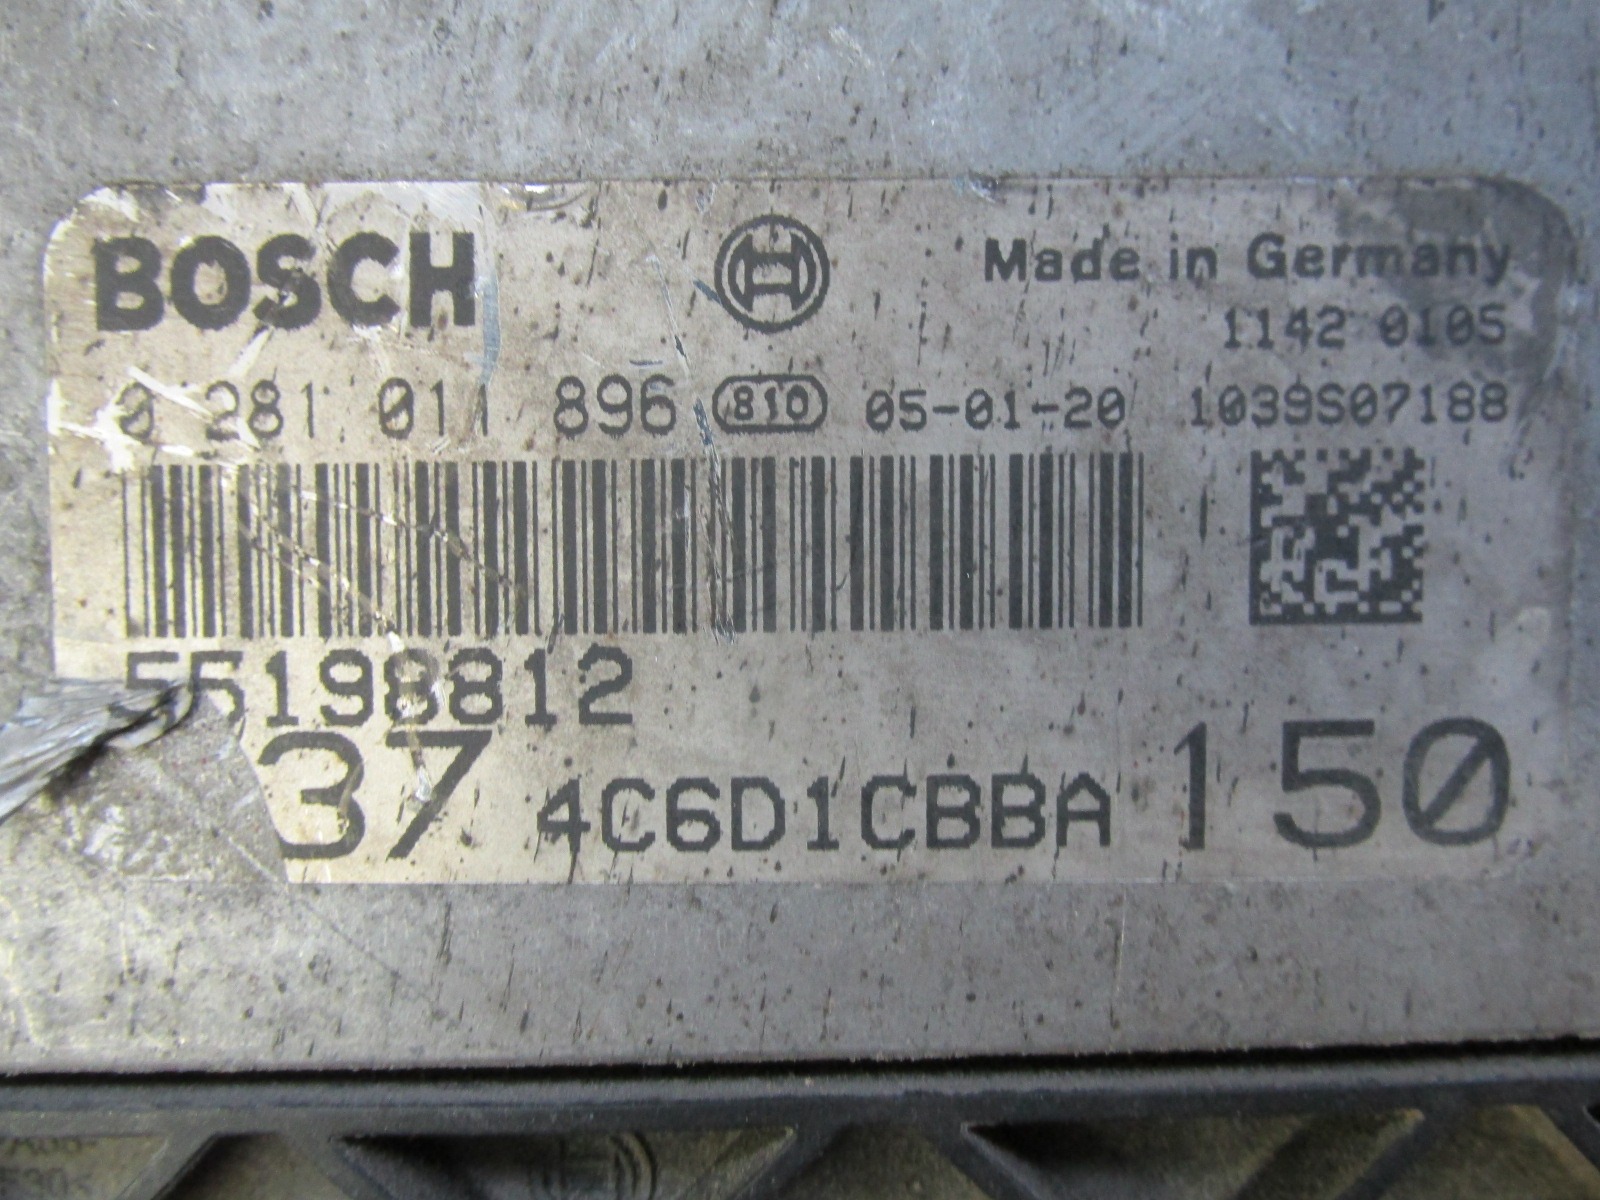 BOSCH
Made in Germany
1142 0105
0 281 011 896 810 05-01-20 1039S07188
55198812
37 4C6D1CBBA 150